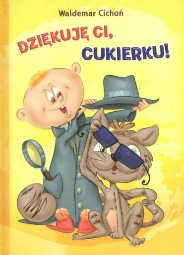 Waldemar Cichoń
DZIĘKUJĘ CI,
CUKIERKU!